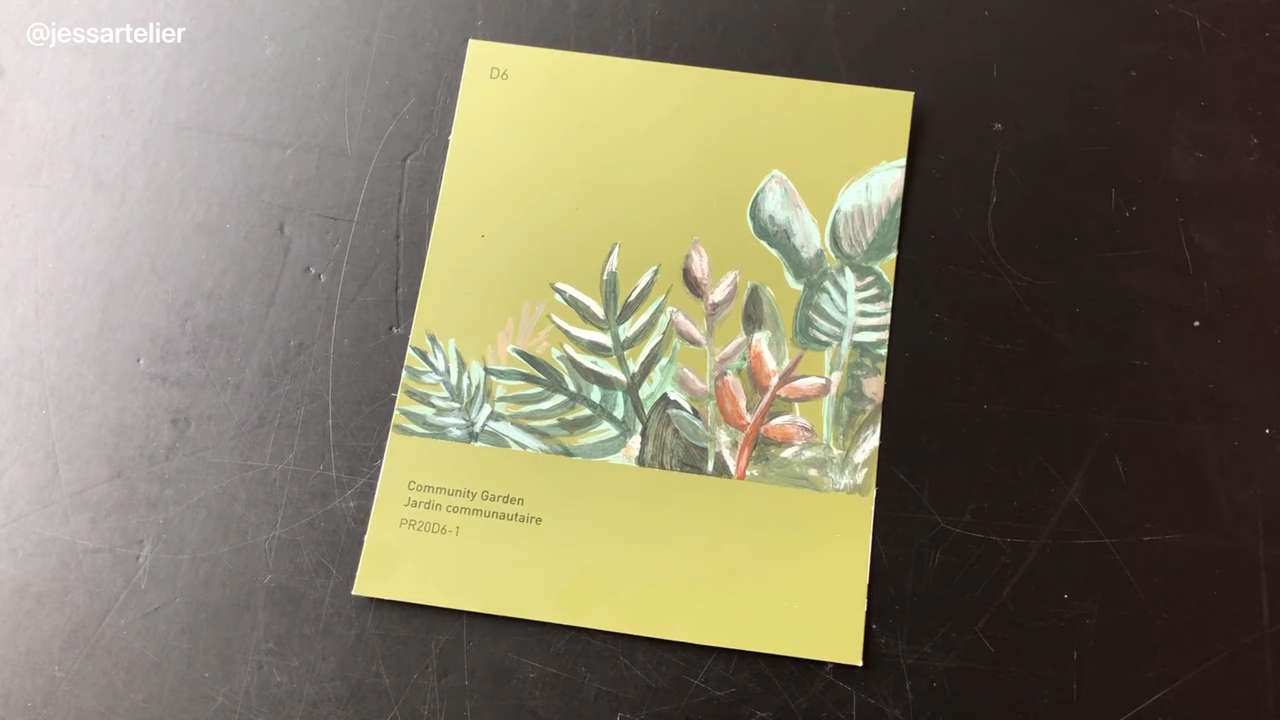 @jessartelier
D6
Community Garden
Jardin communautaire
PR20D6-1